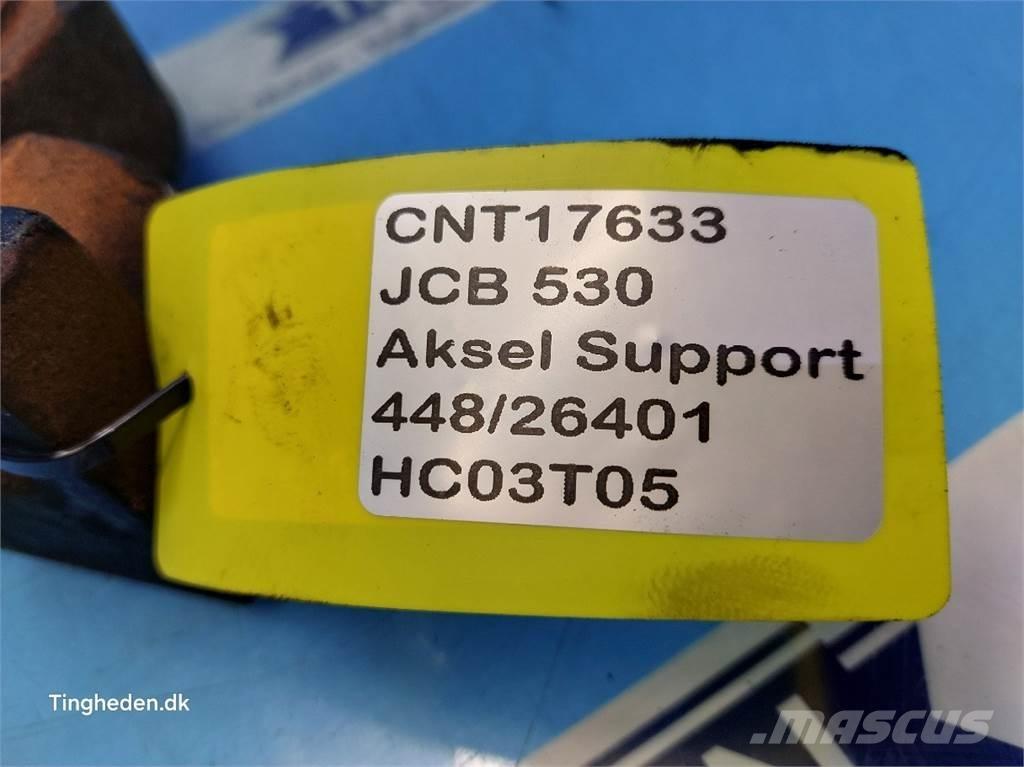 CNT17633
JCB 530
Aksel Support
448/26401
HC03T05
Tingheden.dk
MASCUS